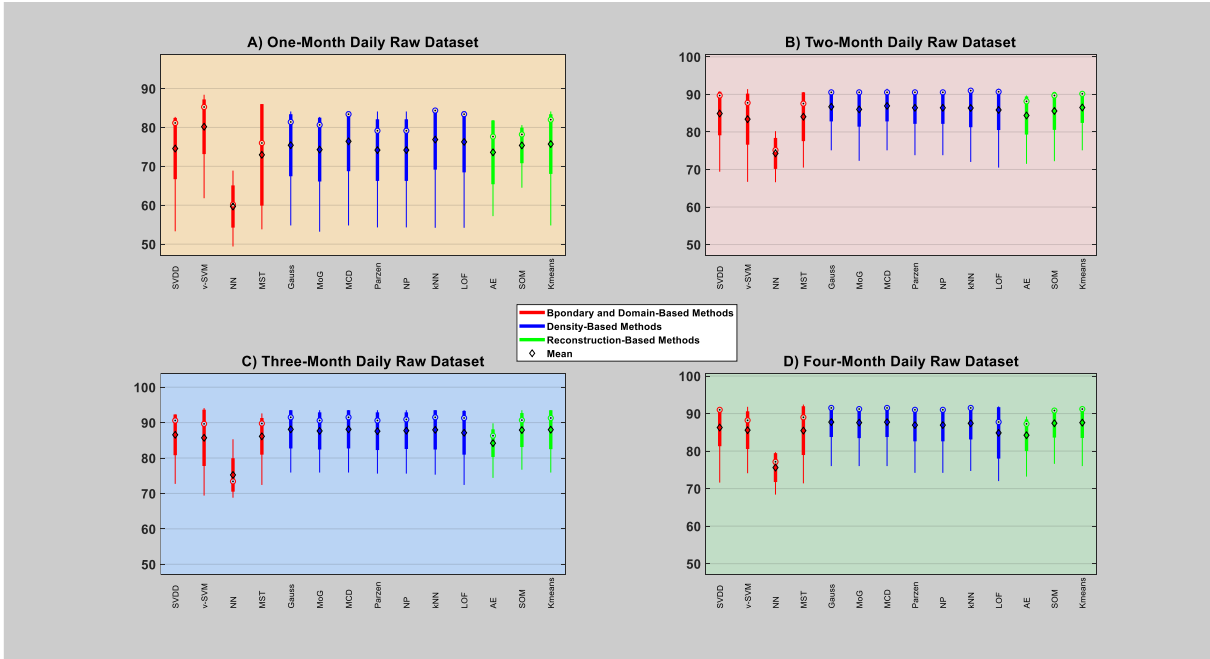 A) One-Month Daily Raw Dataset
90
80
70
60
50
SVDD
v-SVM
NN
MST
Gauss
MoG
MCD
Parzen
NP
kNN
LOF
AE
SOM
Kmeans
B) Two-Month Daily Raw Dataset
100
90
80
70
60
50
SVDD
v-SVM
NN
MST
Gauss
MoG
MCD
Parzen
NP
kNN
LOF
AE
SOM
Kmeans
Bpondary and Domain-Based Methods
Density-Based Methods
Reconstruction-Based Methods
Mean
C) Three-Month Daily Raw Dataset
100
90
80
70
60
50
SVDD
v-SVM
NN
MST
Gauss
MoG
MCD
Parzen
NP
kNN
LOF
AE
SOM
Kmeans
D) Four-Month Daily Raw Dataset
100
90
80
70
60
50
SVDD
v-SVM
NN
MST
Gauss
MoG
MCD
Parzen
NP
kNN
LOF
AE
SOM
Kmeans